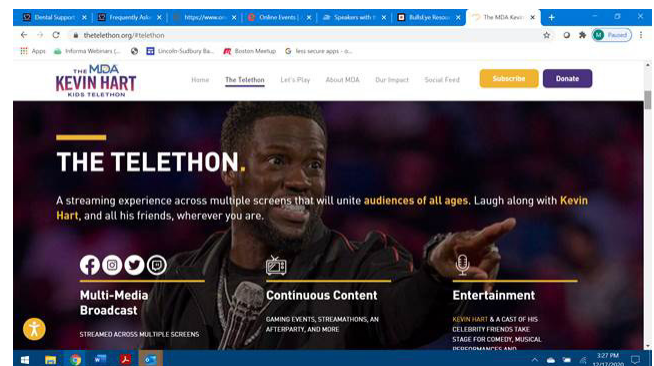 Dental Support
Frequently Ask
https://www.on
Online Events |
Speakers with t
BullsEye Resour
The MDA Kevin
thetelethon.org/#telethon
Paused
Apps
Informa Webinars (...
Lincoln-Sudbury Ba...
Boston Meetup
less secure apps - o...
THE MDA
KEVIN HART
KIDS TELETHON
Home
The Telethon
Let's Play
About MDA
Our Impact
Social Feed
Subscribe
Donate
THE TELETHON.
A streaming experience across multiple screens that will unite audiences of all ages. Laugh along with Kevin
Hart, and all his friends, wherever you are.
Multi-Media
Broadcast
STREAMED ACROSS MULTIPLE SCREENS
Continuous Content
GAMING EVENTS, STREAMATHONS, AN
AFTERPARTY, AND MORE
Entertainment
KEVIN HART & A CAST OF HIS
CELEBRITY FRIENDS TAKE
STAGE FOR COMEDY, MUSICAL
PERFORMANCES AND
3:27 PM
12/17/2020